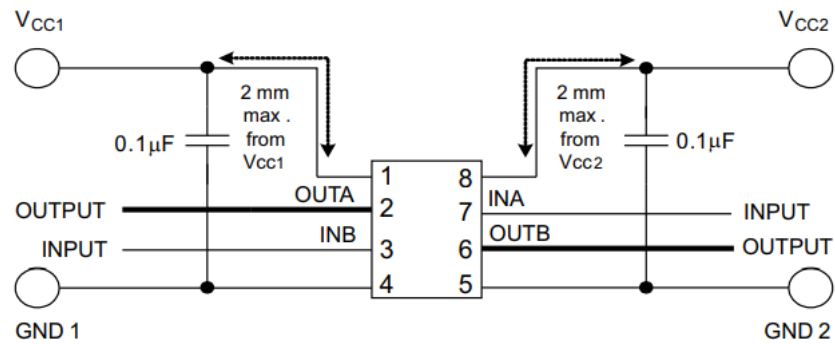 VCC1
VCC2
2 mm
max .
from
Vcc1
2 mm
max .
from
VCC2
0.1μF
0.1μF
1
8
OUTA
INA
OUTPUT
2
7
INPUT
INB
OUTB
INPUT
3
6
OUTPUT
4
5
GND 1
GND 2